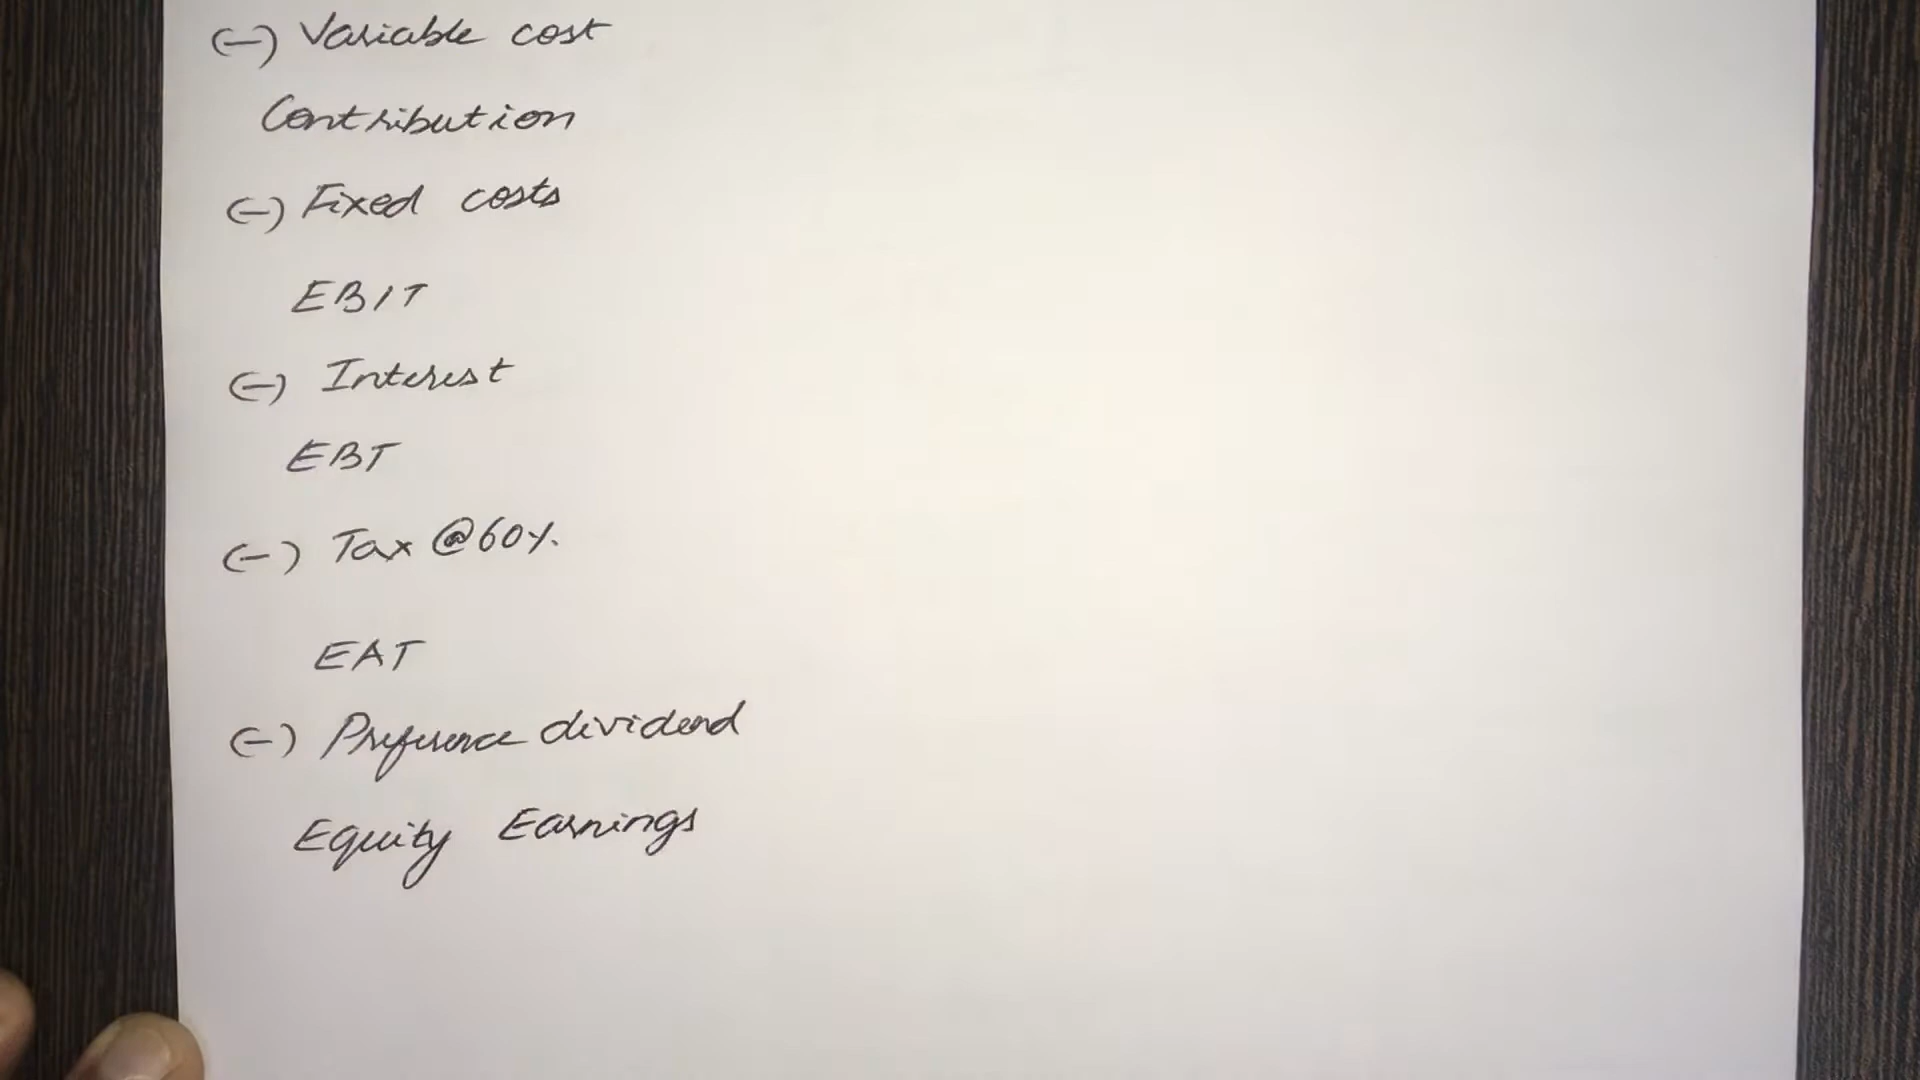 (-) Variable cost
Contribution
(-) Fixed costs
EBIT
(-) Interest
EBT
(-) Tax @60%.
EAT
(-) Preference dividend
Equity Earnings